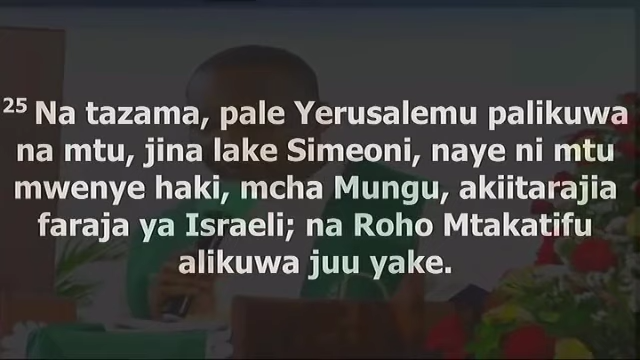 25 Na tazama, pale Yerusalemu palikuwa
na mtu, jina lake Simeoni, naye ni mtu
mwenye haki, mcha Mungu, akiitarajia
faraja ya Israeli; na Roho Mtakatifu
alikuwa juu yake.